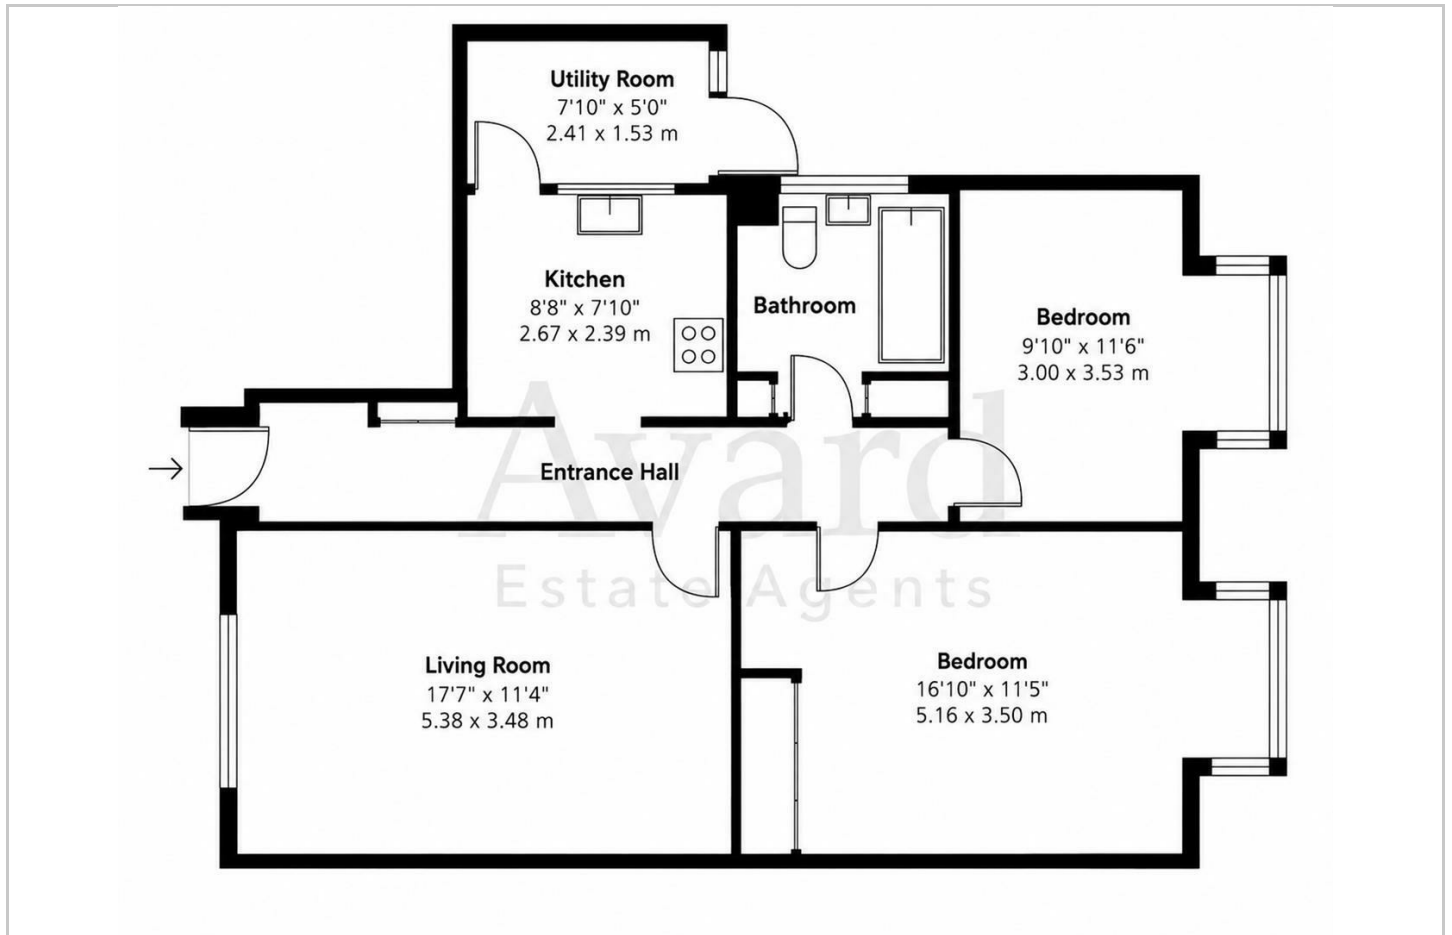 Utility Room
7'10" x 5'0"
2.41 x 1.53 m
Kitchen
8'8" x 7'10"
2.67 x 2.39 m
Bathroom
Bedroom
9'10" x 11'6"
3.00 x 3.53 m
Entrance Hall
Avard
Estate Agents
Living Room
17'7" x 11'4"
5.38 x 3.48 m
Bedroom
16'10" x 11'5"
5.16 x 3.50 m